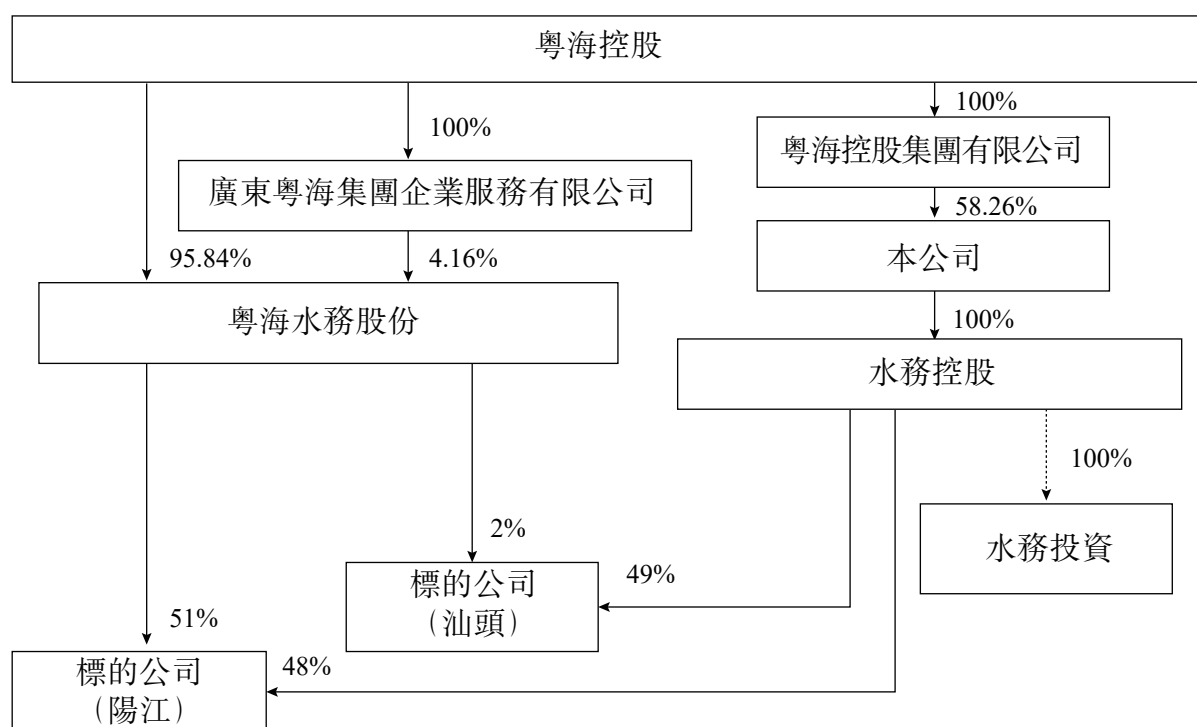 粵海控股
100%
100%
粵海控股集團有限公司
廣東粵海集團企業服務有限公司
58.26%
95.84%
4.16%
本公司
粵海水務股份
100%
水務控股
100%
2%
水務投資
標的公司
（汕頭）
49%
51%
標的公司
（陽江）
48%